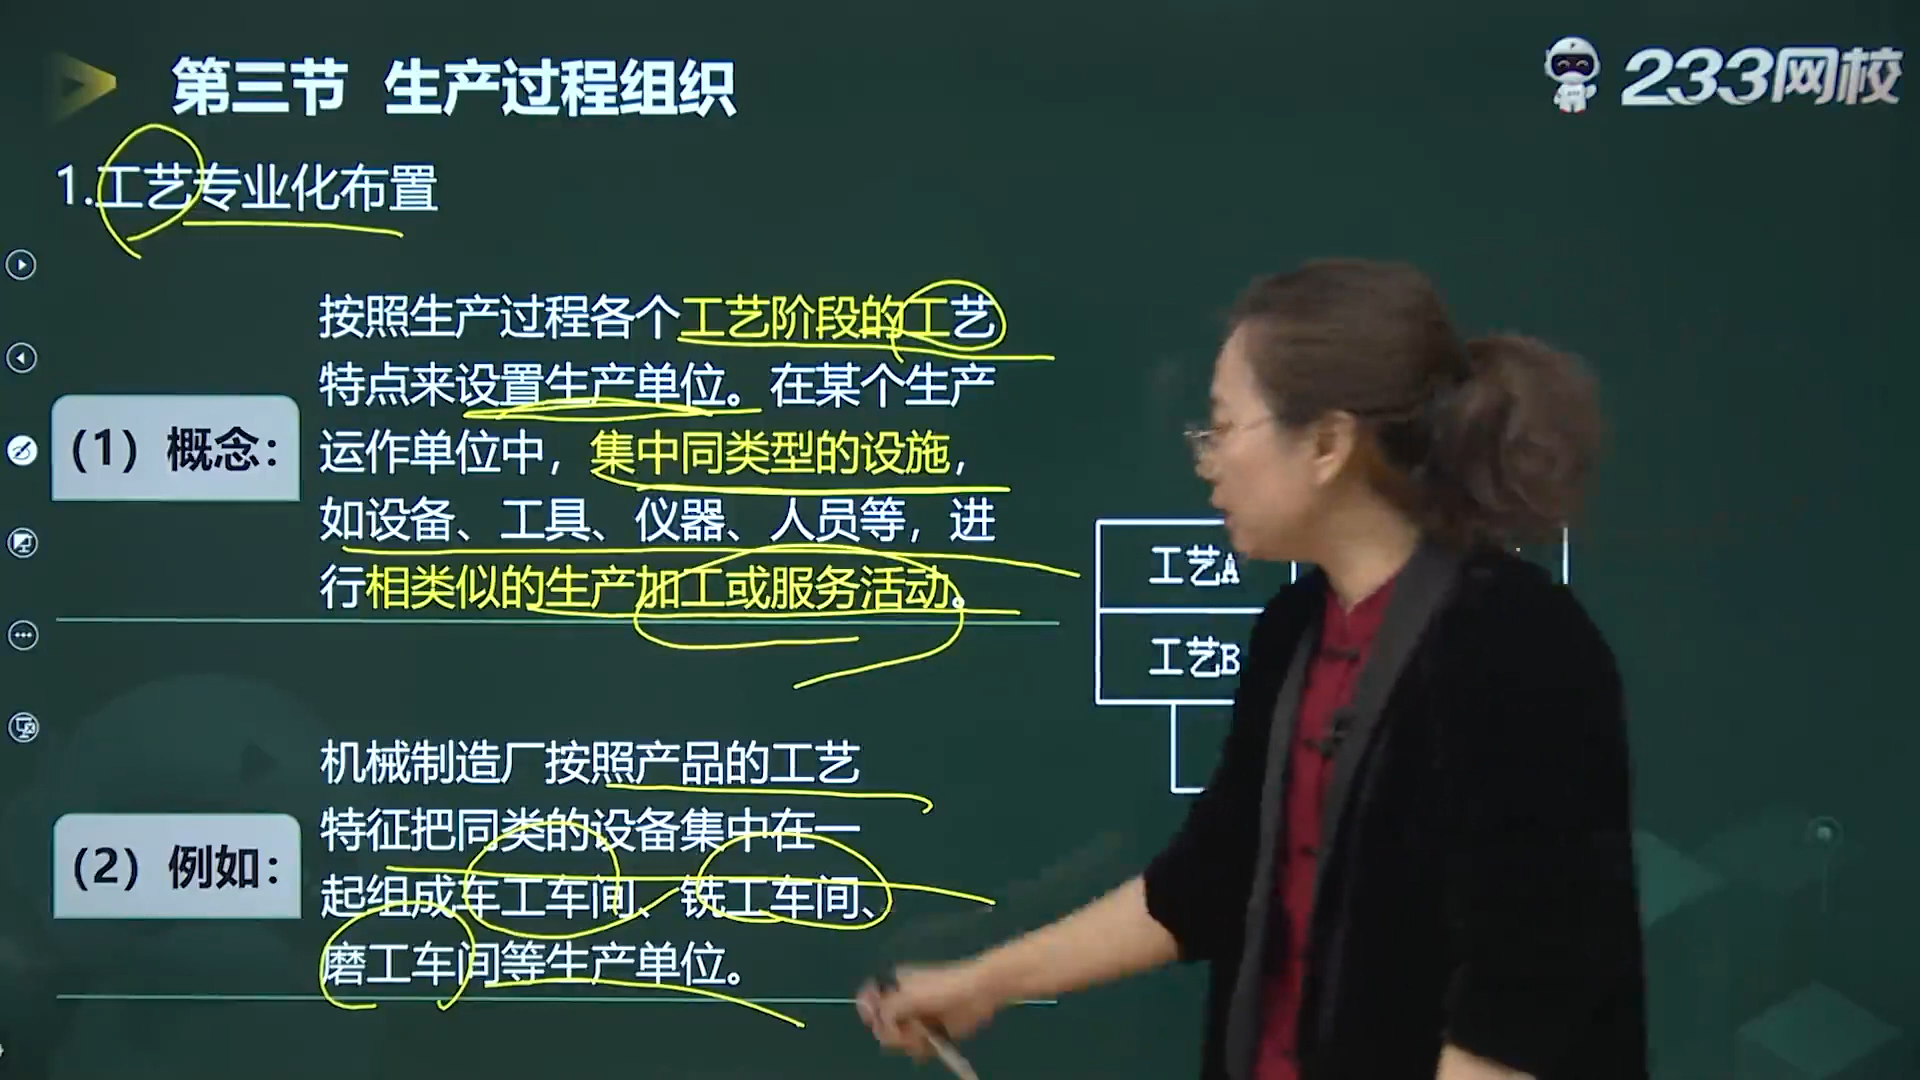 第三节 生产过程组织
233网校
1.工艺专业化布置
按照生产过程各个工艺阶段的工艺
特点来设置生产单位。在某个生产
(1) 概念:
运作单位中，集中同类型的设施，
如设备、工具、仪器、人员等，进
行相类似的生产加工或服务活动。
工艺A
工艺B
机械制造厂按照产品的工艺
特征把同类的设备集中在一
(2) 例如:
起组成车工车间、铣工车间、
磨工车间等生产单位。